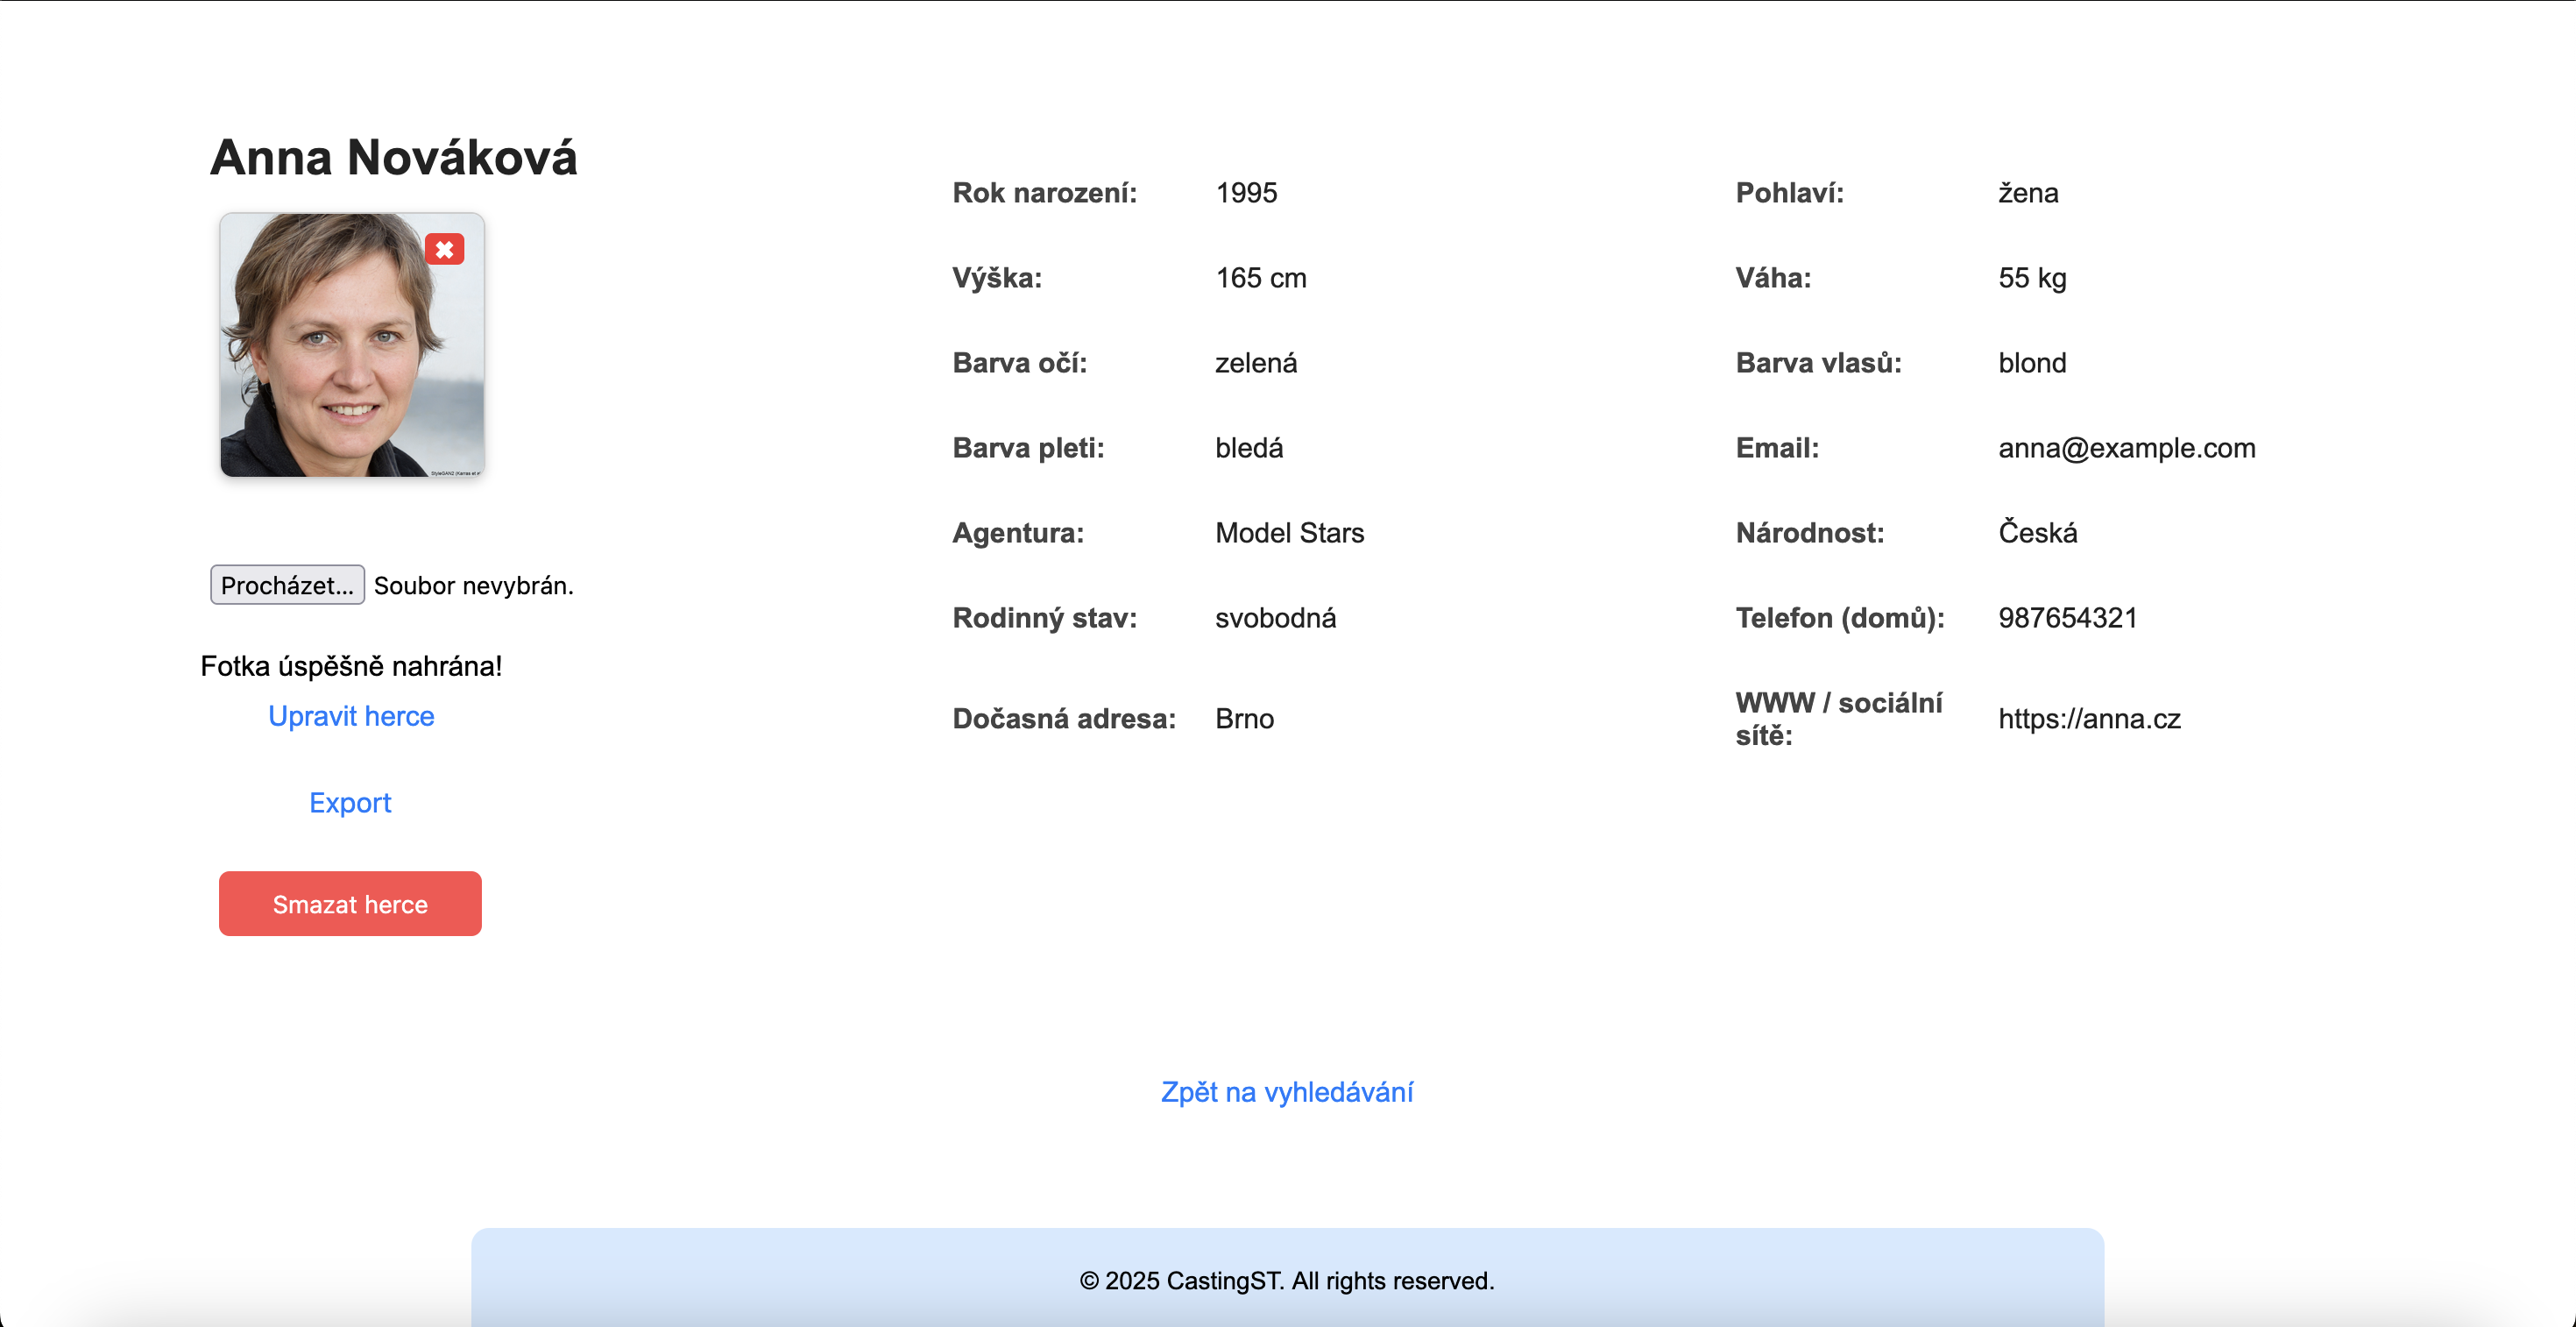 Anna Nováková
✖
Procházet... Soubor nevybrán.
Fotka úspěšně nahrána!
Upravit herce
Export
Smazat herce
Rok narození: 1995
Pohlaví: žena
Výška: 165 cm
Váha: 55 kg
Barva očí: zelená
Barva vlasů: blond
Barva pleti: bledá
Email: anna@example.com
Agentura: Model Stars
Národnost: Česká
Rodinný stav: svobodná
Telefon (domů): 987654321
Dočasná adresa: Brno
WWW / sociální
sítě: https://anna.cz
Zpět na vyhledávání
© 2025 CastingST. All rights reserved.